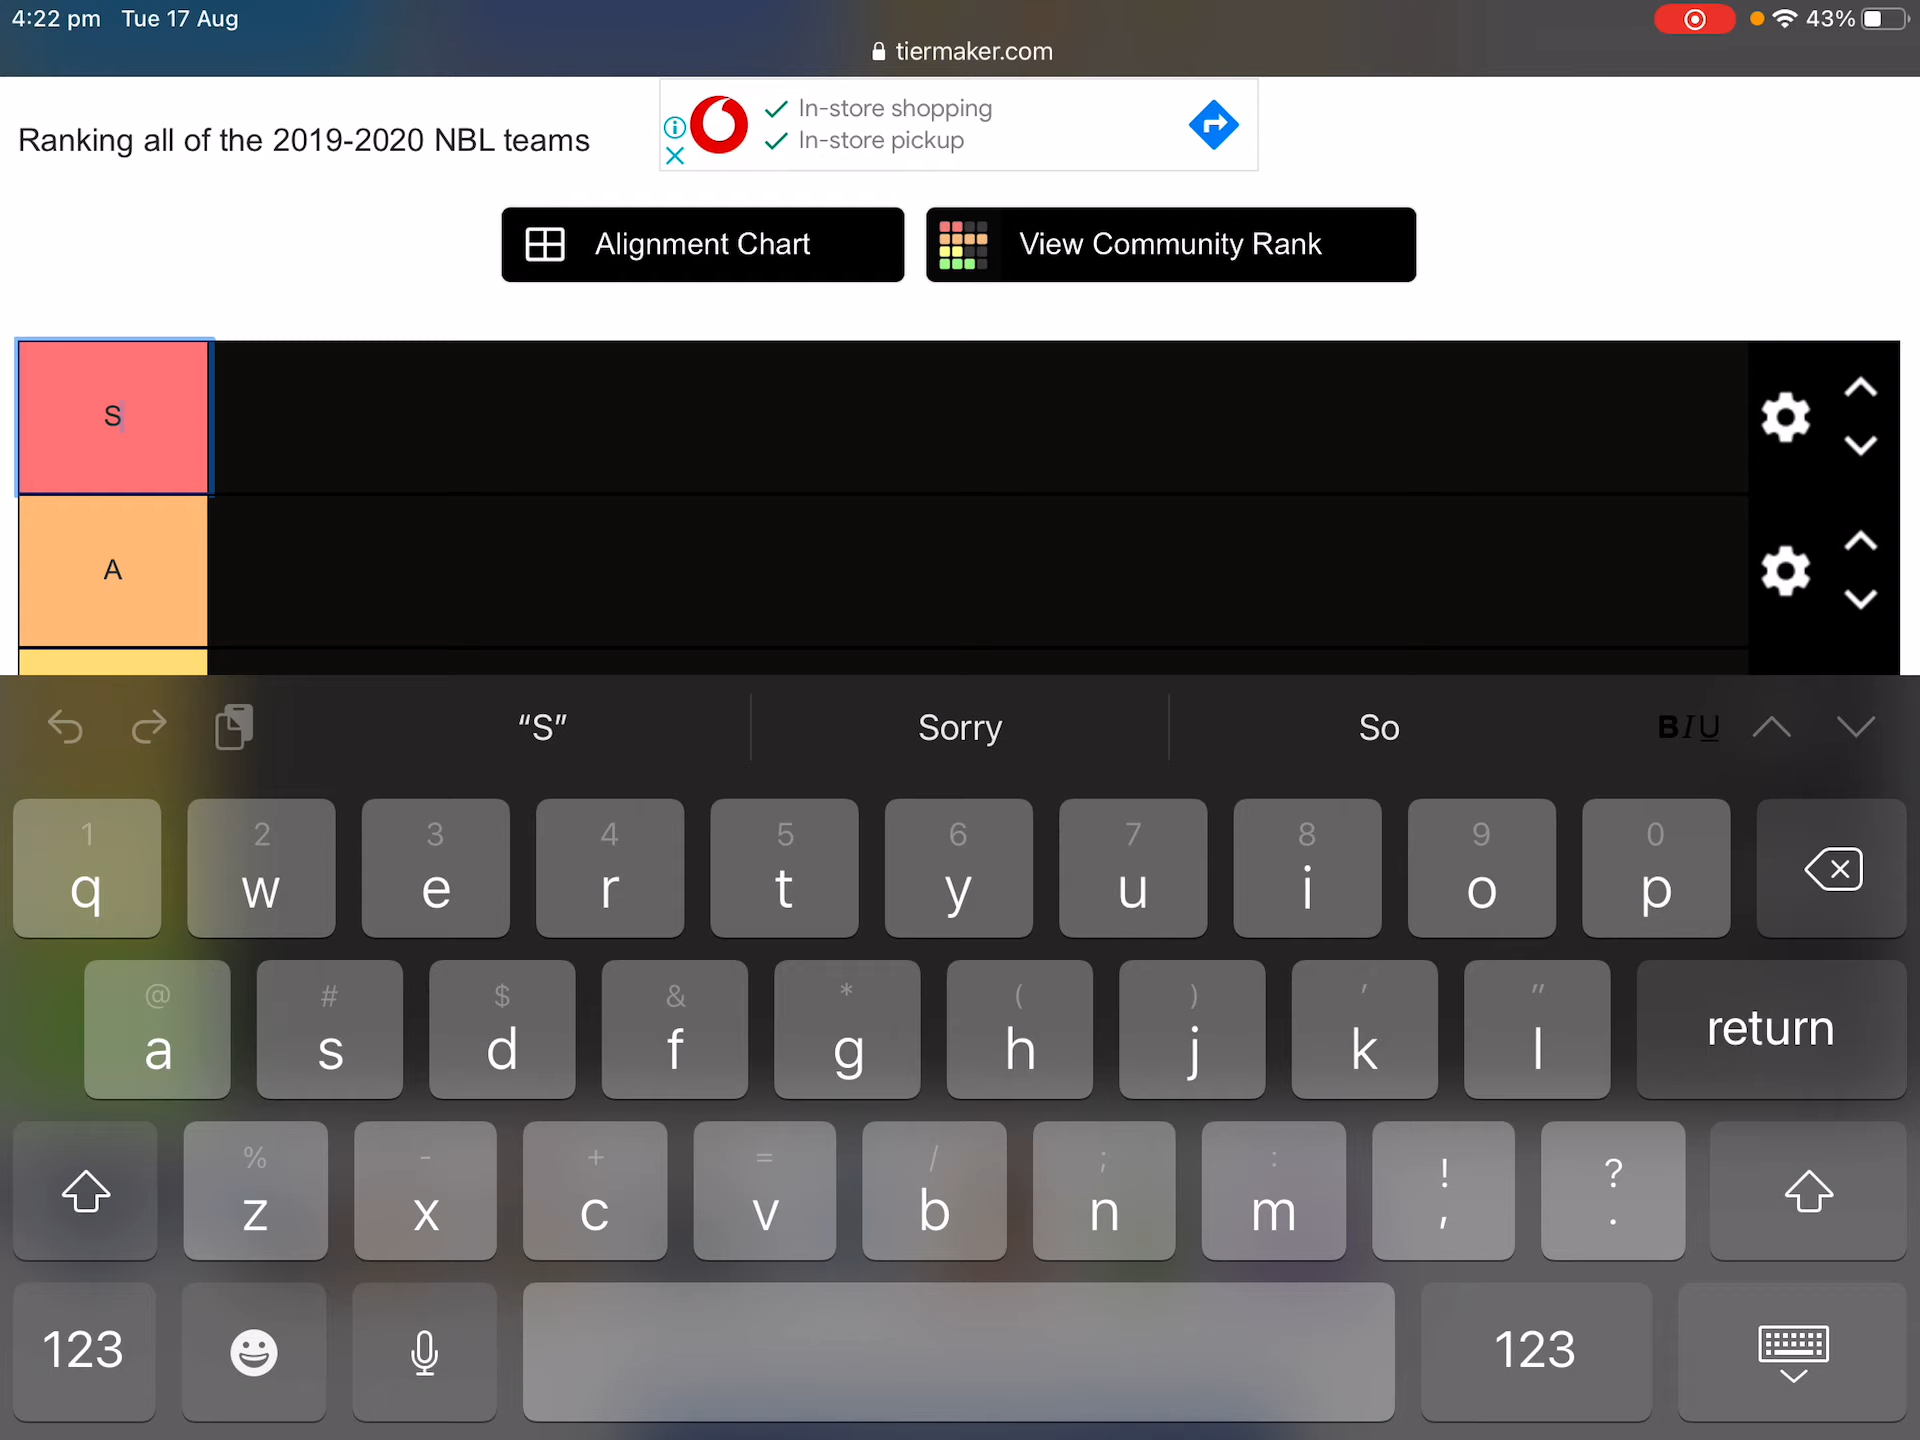 4:22 pm Tue 17 Aug
43%
tiermaker.com
Ranking all of the 2019-2020 NBL teams
In-store shopping
In-store pickup
Alignment Chart
View Community Rank
S
A
“S” Sorry So BIU
1 2 3 4 5 6 7 8 9 0
q w e r t y u i o p
@ # $ & * ( ) ' "
a s d f g h j k l return
% - + = / ; : ! ?
z x c v b n m , .
123 123